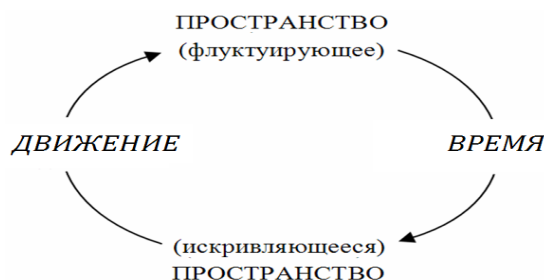 ПРОСТРАНСТВО
(флуктуирующее)
ДВИЖЕНИЕ
ВРЕМЯ
(искривляющееся)
ПРОСТРАНСТВО